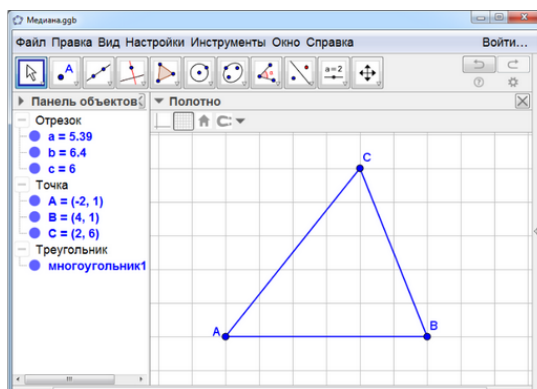 Медиана.ggb
Файл Правка Вид Настройки Инструменты Окно Справка Войти...
A a=2
Панель объектов Полотно
Отрезок
a = 5.39
b = 6.4
c = 6
Точка
A = (-2, 1)
B = (4, 1)
C = (2, 6)
Треугольник
многоугольник1
C
A B